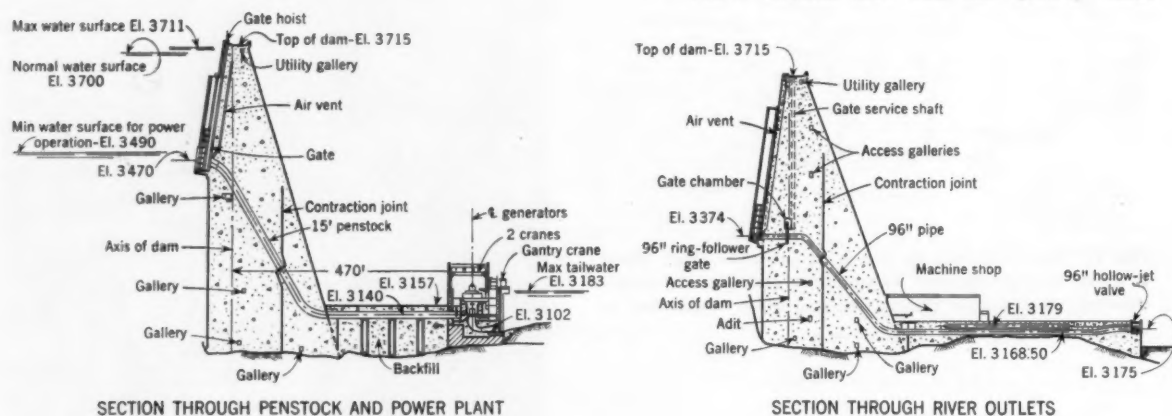 Gate hoist
Max water surface El. 3711
Top of dam-El. 3715
Normal water surface
El. 3700
Utility gallery
Air vent
Min water surface for power
operation-El. 3490
Gate
El. 3470
Gallery
Contraction joint
15' penstock
℄ generators
2 cranes
Gantry crane
Max tailwater
El. 3183
Axis of dam
470'
El. 3157
El. 3140
Gallery
El. 3102
Gallery
Gallery
Backfill
SECTION THROUGH PENSTOCK AND POWER PLANT
Top of dam-El. 3715
Utility gallery
Gate service shaft
Air vent
Access galleries
Gate chamber
Contraction joint
El. 3374
96" pipe
96" ring-follower
gate
Machine shop
96" hollow-jet
valve
Access gallery
Axis of dam
El. 3179
Adit
Gallery
El. 3168.50
El. 3175
Gallery
Gallery
SECTION THROUGH RIVER OUTLETS